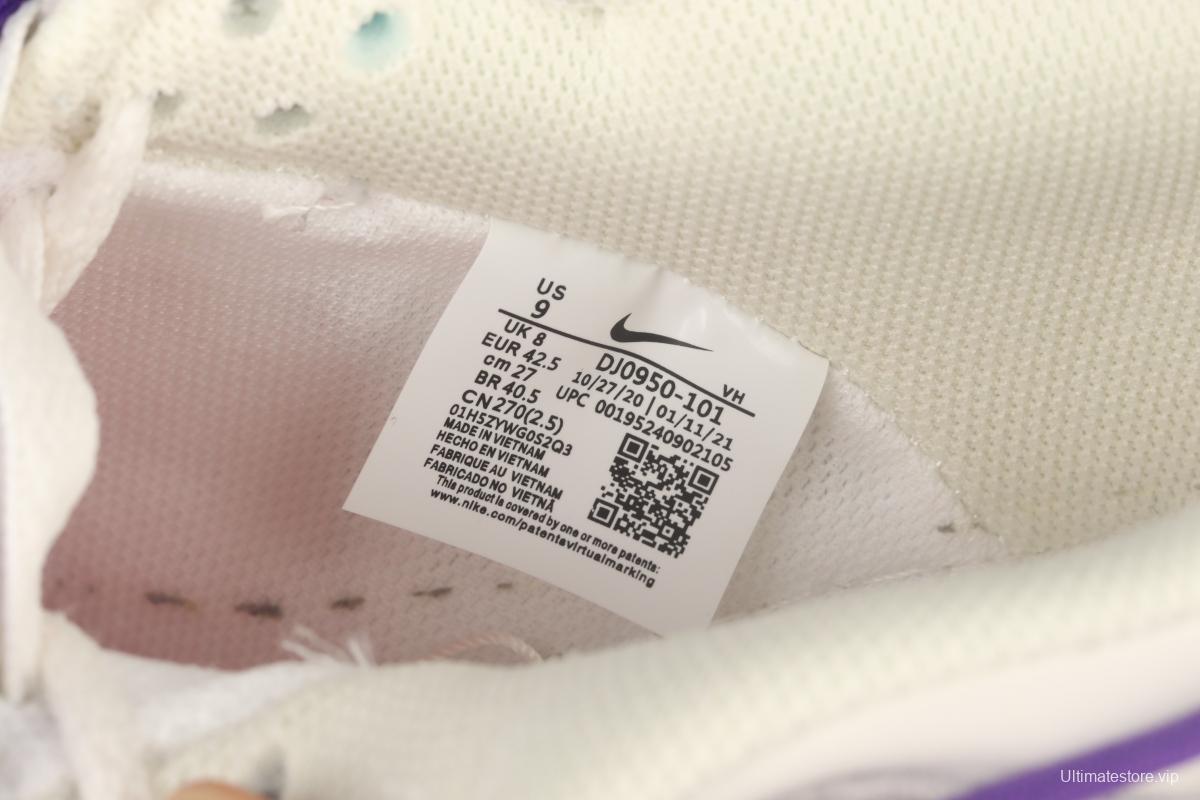 US
9
UK 8
EUR 42.5
cm 27
BR 40.5
CN 270(2.5)
01H5ZYWG0S2Q3
MADE IN VIETNAM
HECHO EN VIETNAM
FABRIQUE AU VIETNAM
FABRICADO NO VIETNÃ
This product is covered by one or more patents:
www.nike.com/patentsvirtualmarking
VH
DJ0950-101
10/27/20 | 01/11/21
UPC 00195240902105
Ultimatestore.vip